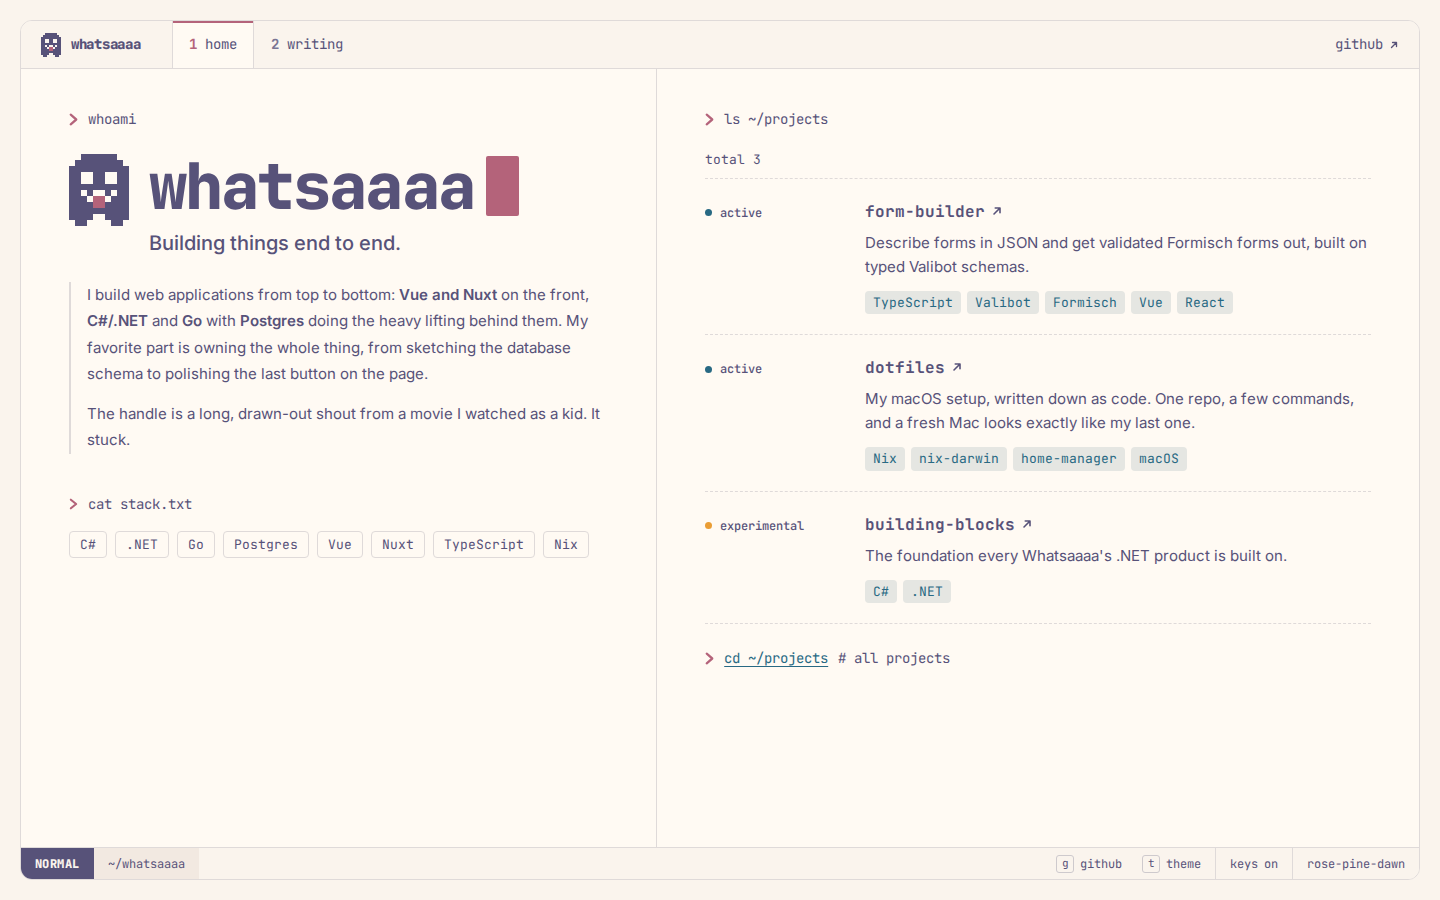 whatsaaaa
1 home
2 writing
github ↗
whoami
whatsaaaa
Building things end to end.
I build web applications from top to bottom: Vue and Nuxt on the front,
C#/.NET and Go with Postgres doing the heavy lifting behind them. My
favorite part is owning the whole thing, from sketching the database
schema to polishing the last button on the page.
The handle is a long, drawn-out shout from a movie I watched as a kid. It
stuck.
cat stack.txt
C# .NET Go Postgres Vue Nuxt TypeScript Nix
ls ~/projects
total 3
active
form-builder ↗
Describe forms in JSON and get validated Formisch forms out, built on
typed Valibot schemas.
TypeScript Valibot Formisch Vue React
active
dotfiles ↗
My macOS setup, written down as code. One repo, a few commands,
and a fresh Mac looks exactly like my last one.
Nix nix-darwin home-manager macOS
experimental
building-blocks ↗
The foundation every Whatsaaaa's .NET product is built on.
C# .NET
cd ~/projects # all projects
NORMAL ~/whatsaaaa
g github t theme keys on rose-pine-dawn